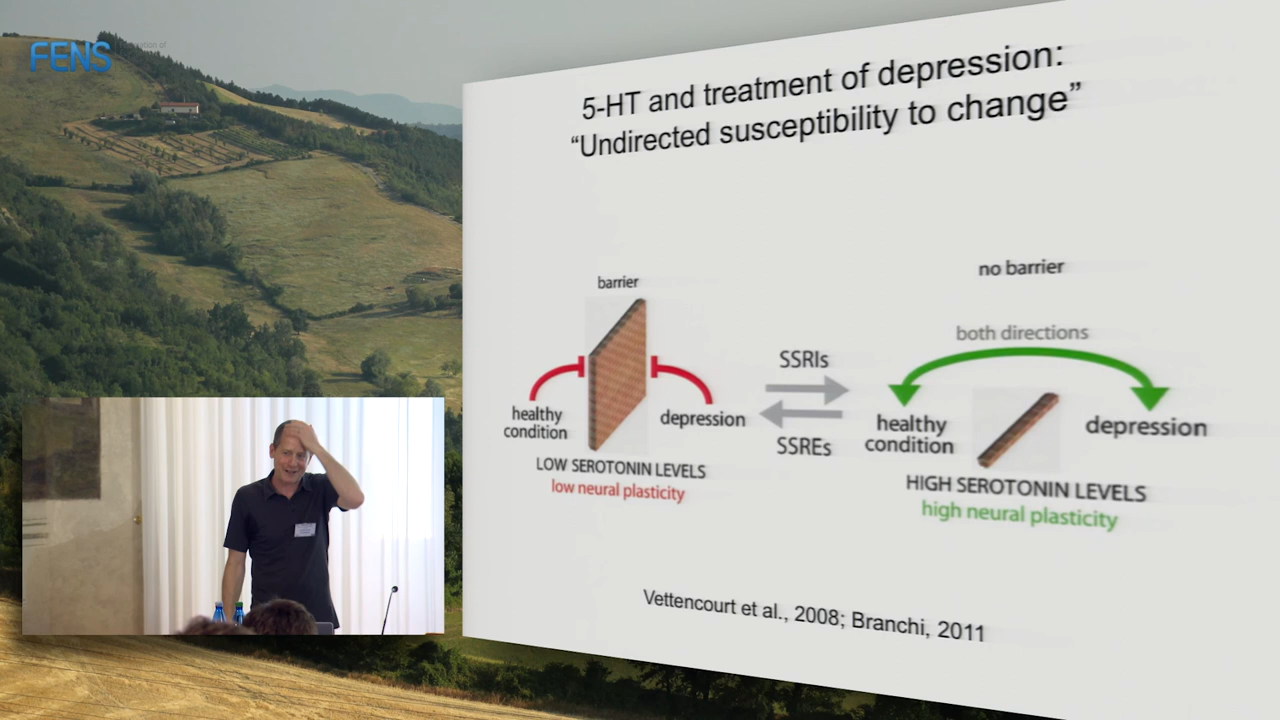 FENS
5-HT and treatment of depression:
“Undirected susceptibility to change”
barrier
no barrier
both directions
SSRIs
healthy
condition
depression
SSREs
healthy
condition
depression
LOW SEROTONIN LEVELS
low neural plasticity
HIGH SEROTONIN LEVELS
high neural plasticity
Vettencourt et al., 2008; Branchi, 2011